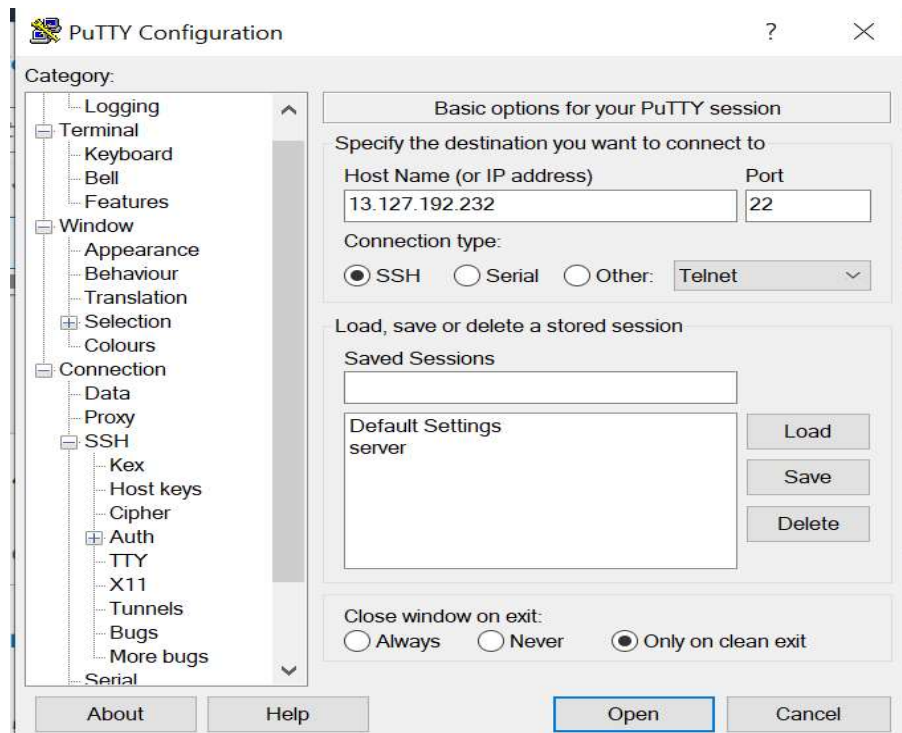 PuTTY Configuration
?
Category:
Logging
Terminal
Keyboard
Bell
Features
Window
Appearance
Behaviour
Translation
Selection
Colours
Connection
Data
Proxy
SSH
Kex
Host keys
Cipher
Auth
TTY
X11
Tunnels
Bugs
More bugs
Serial
Basic options for your PuTTY session
Specify the destination you want to connect to
Host Name (or IP address) Port
13.127.192.232 22
Connection type:
SSH Serial Other: Telnet
Load, save or delete a stored session
Saved Sessions
Default Settings
server
Load
Save
Delete
Close window on exit:
Always Never Only on clean exit
About Help Open Cancel